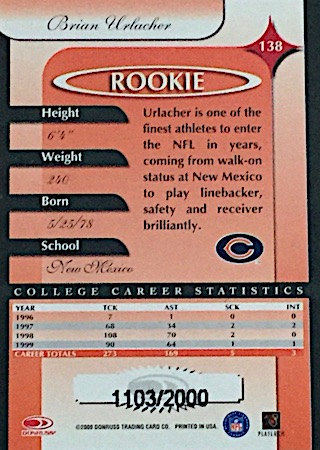 Brian Urlacher
138
ROOKIE
Height
6'4"
Weight
240
Born
5/25/78
School
New Mexico
Urlacher is one of the
finest athletes to enter
the NFL in years,
coming from walk-on
status at New Mexico
to play linebacker,
safety and receiver
brilliantly.
COLLEGE CAREER STATISTICS
YEAR TCK AST SCK INT
1996 7 1 0 0
1997 68 34 2 2
1998 108 70 2 0
1999 90 64 1 1
CAREER TOTALS 273 169 5 3
1103/2000
©2000 DONRUSS TRADING CARD CO. PRINTED IN USA.
DONRUSS
NFL
PLAYERS